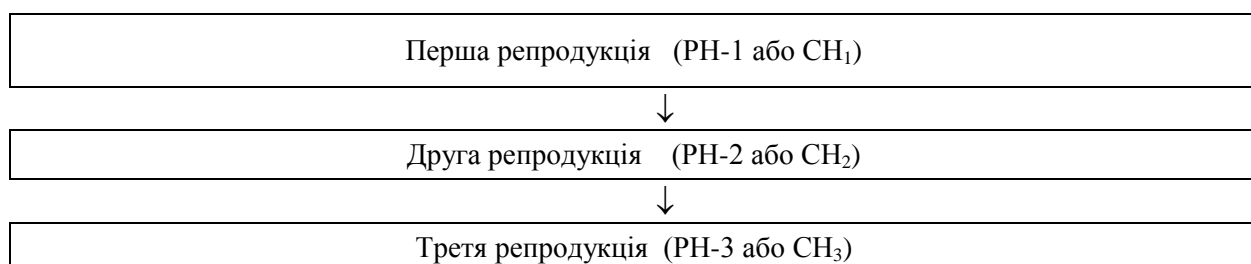 Перша репродукція (РН-1 або СН₁)
↓
Друга репродукція (РН-2 або СН₂)
↓
Третя репродукція (РН-3 або СН₃)